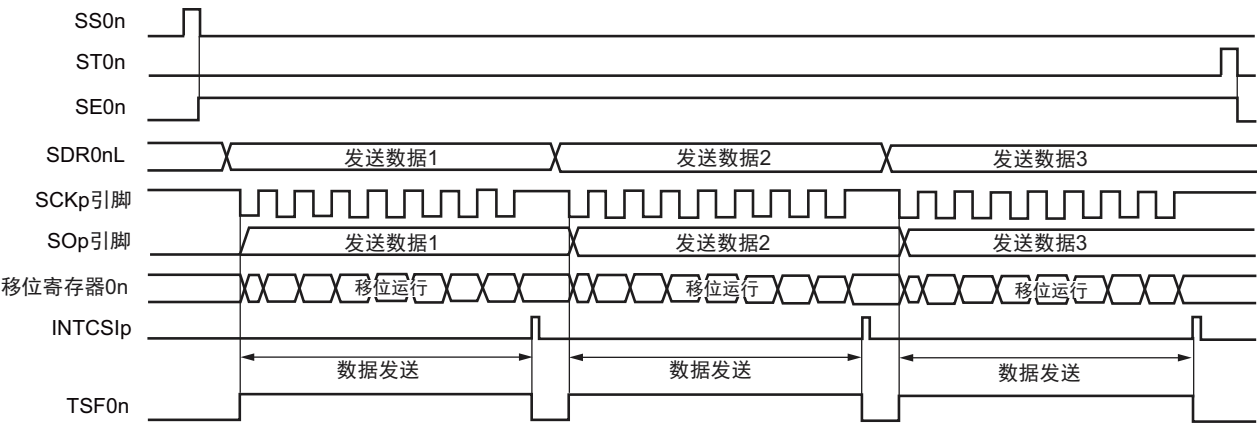 SS0n
ST0n
SE0n
SDR0nL 发送数据1 发送数据2 发送数据3
SCKp引脚
SOp引脚 发送数据1 发送数据2 发送数据3
移位寄存器0n 移位运行 移位运行 移位运行
INTCSIp
数据发送 数据发送 数据发送
TSF0n